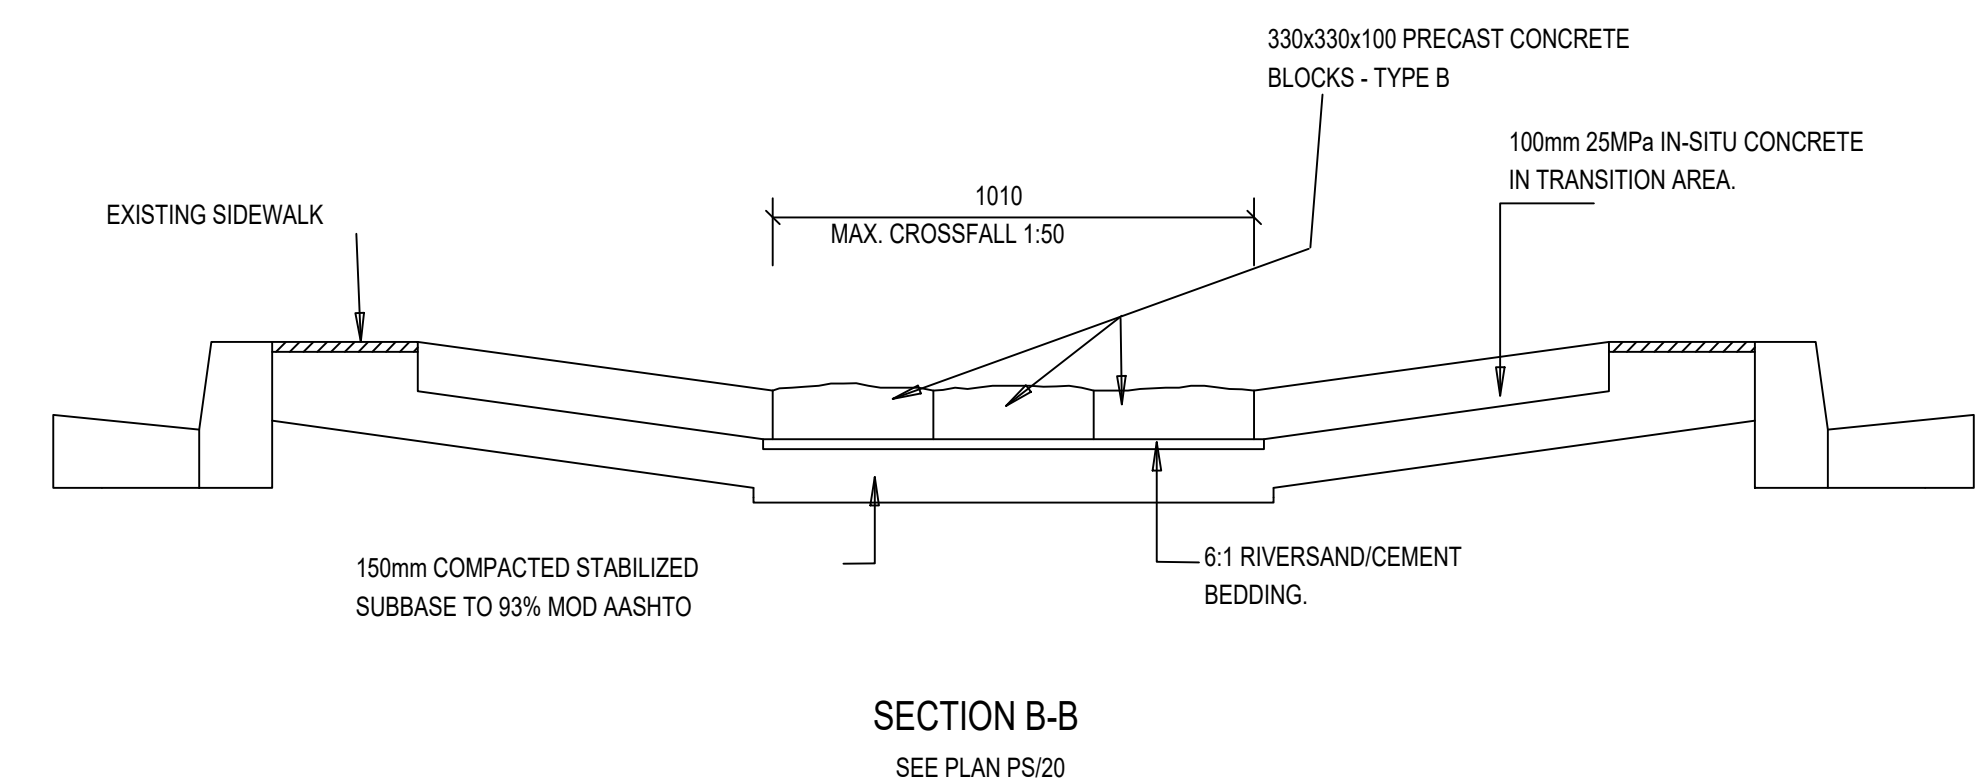 330x330x100 PRECAST CONCRETE
BLOCKS - TYPE B
100mm 25MPa IN-SITU CONCRETE
IN TRANSITION AREA.
1010
MAX. CROSSFALL 1:50
EXISTING SIDEWALK
150mm COMPACTED STABILIZED
SUBBASE TO 93% MOD AASHTO
6:1 RIVERSAND/CEMENT
BEDDING.
SECTION B-B
SEE PLAN PS/20